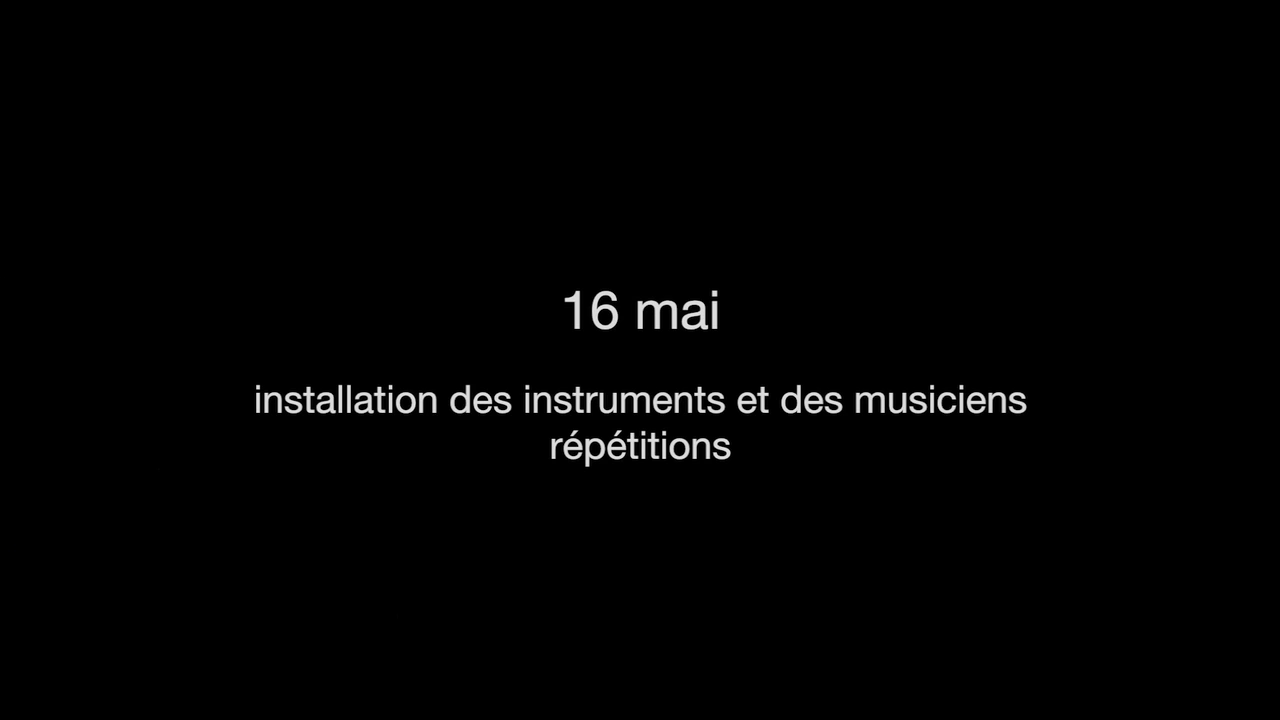 16 mai
installation des instruments et des musiciens
répétitions